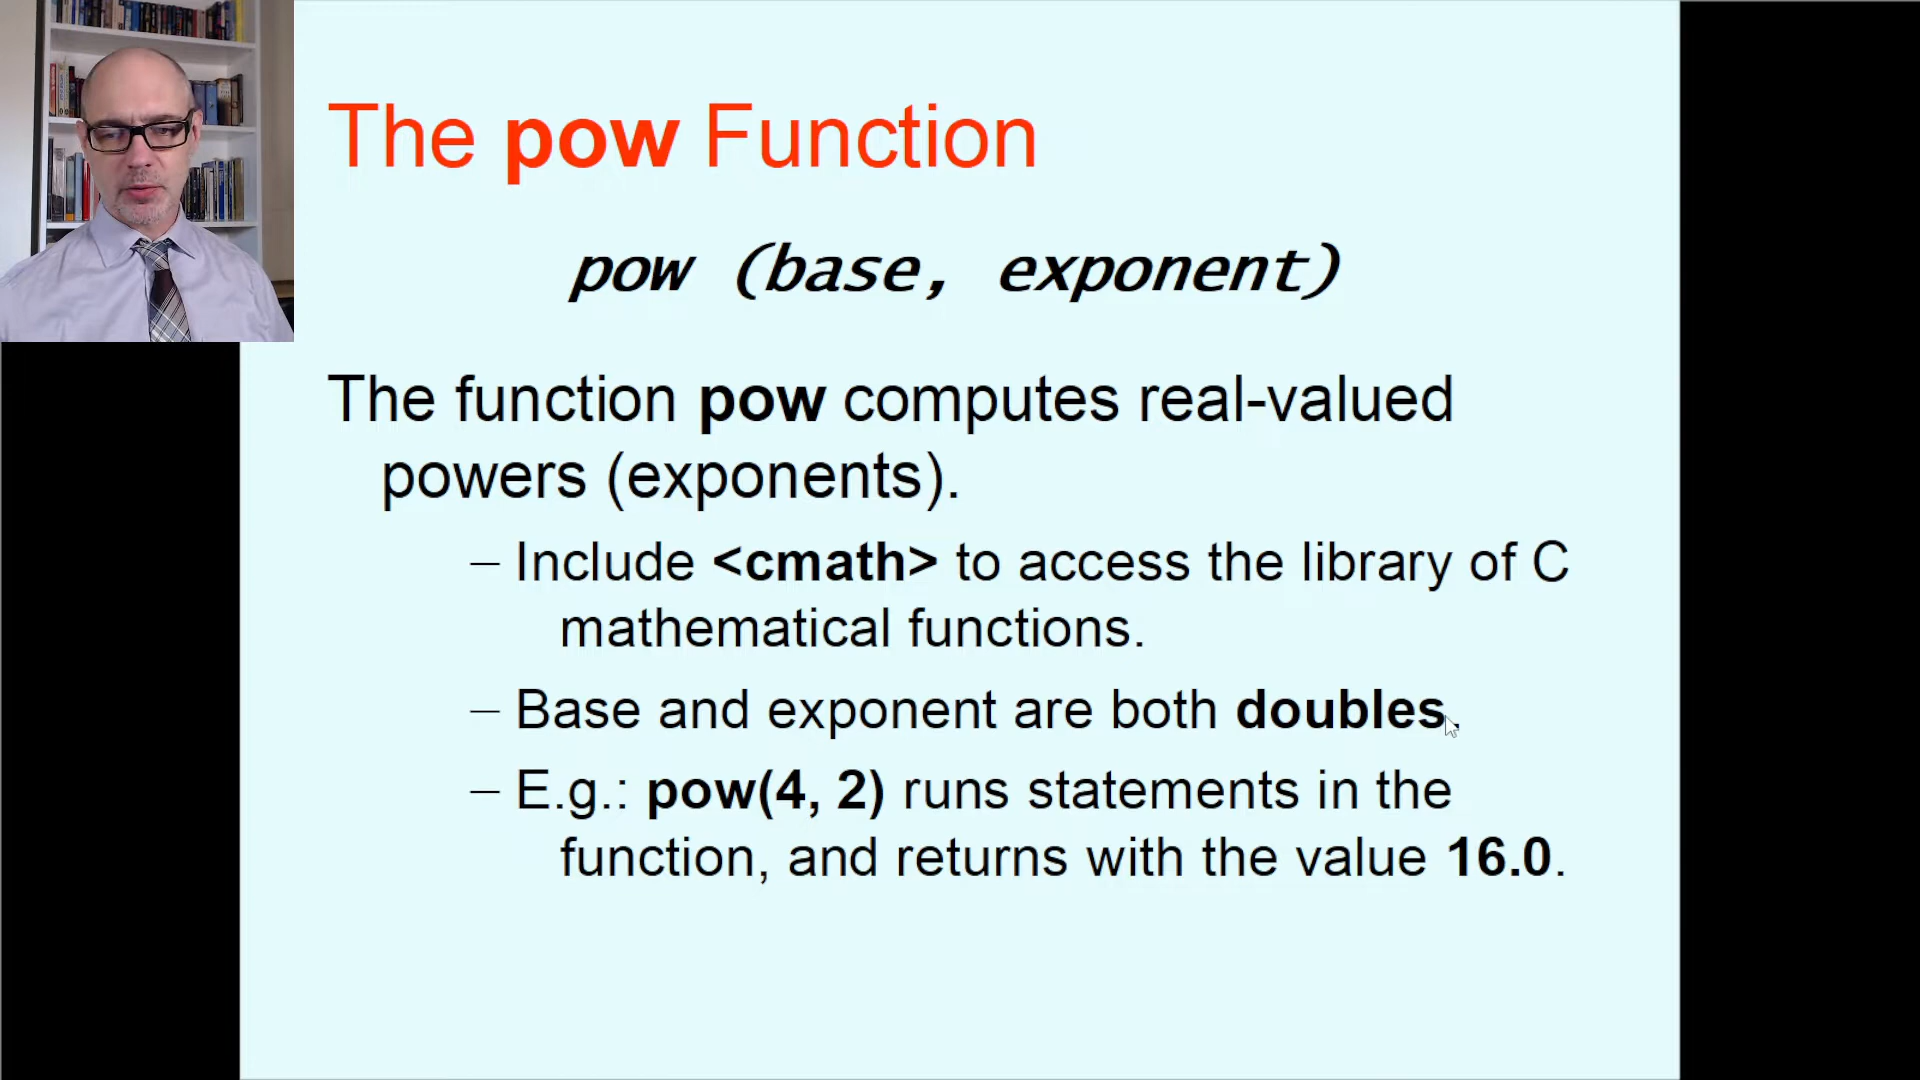 The pow Function
pow (base, exponent)
The function pow computes real-valued
powers (exponents).
– Include <cmath> to access the library of C
mathematical functions.
– Base and exponent are both doubles.
– E.g.: pow(4, 2) runs statements in the
function, and returns with the value 16.0.